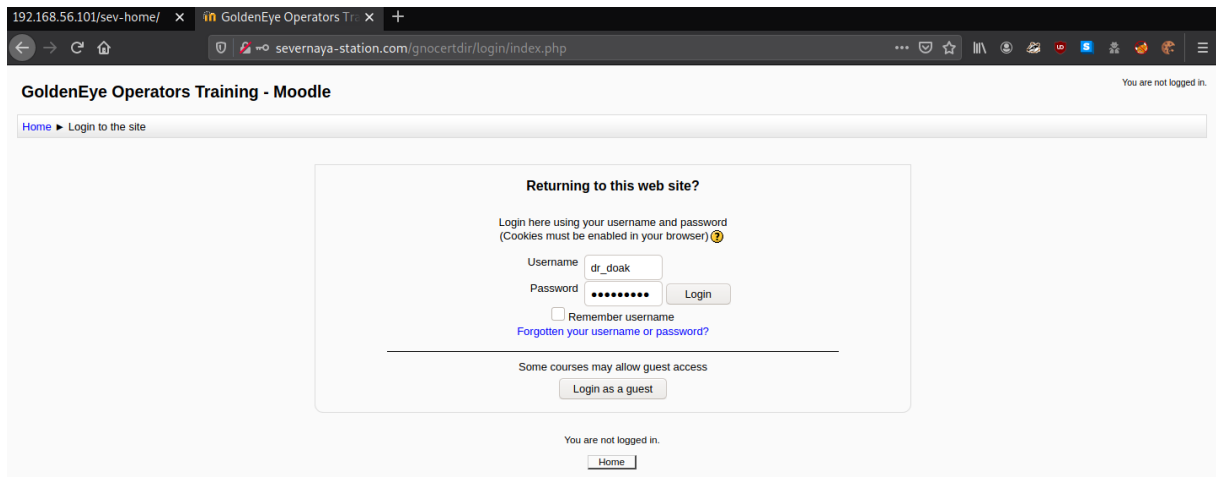 192.168.56.101/sev-home/
GoldenEye Operators Tra
severnaya-station.com/gnocertdir/login/index.php
GoldenEye Operators Training - Moodle
You are not logged in.
Home ► Login to the site
Returning to this web site?
Login here using your username and password
(Cookies must be enabled in your browser)
Username dr_doak
Password ••••••••• Login
Remember username
Forgotten your username or password?
Some courses may allow guest access
Login as a guest
You are not logged in.
Home